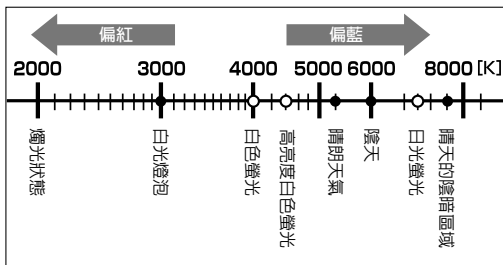 偏紅
偏藍
2000 3000 4000 5000 6000 8000 [K]
燭光狀態
白光燈泡
白色螢光
高亮度白色螢光
晴朗天氣
陰天
日光螢光
晴天的陰暗區域